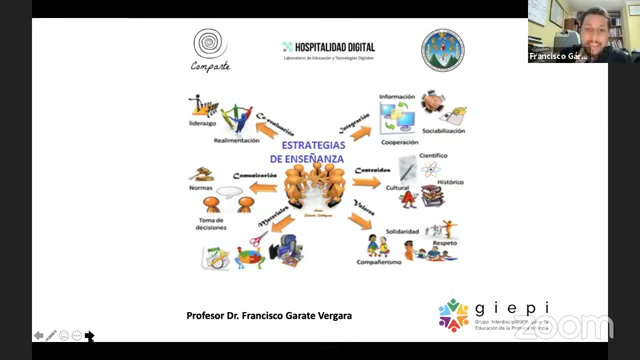 Comparte
HOSPITALIDAD DIGITAL
Laboratorio de Educación y Tecnologías Digitales
Francisco Gár...
liderazgo
Realimentación
Co-evaluación
Integración
Información
Cooperación
Sociabilización
ESTRATEGIAS
DE ENSEÑANZA
Comunicación
Normas
Toma de
decisiones
Contenidos
Científico
Cultural
Histórico
Materiales
Valores
Solidaridad
Respeto
Compañerismo
Profesor Dr. Francisco Garate Vergara
giepi
Grupo Interdisciplinario para la
Educación de la Primera Infancia
zoom